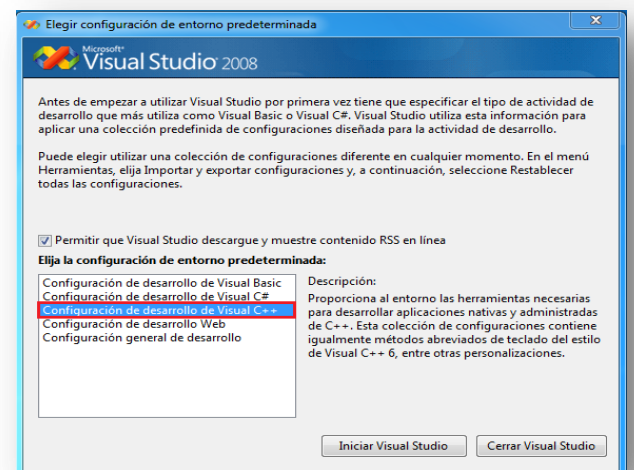 Elegir configuración de entorno predeterminada
Microsoft®
Visual Studio 2008
Antes de empezar a utilizar Visual Studio por primera vez tiene que especificar el tipo de actividad de
desarrollo que más utiliza como Visual Basic o Visual C#. Visual Studio utiliza esta información para
aplicar una colección predefinida de configuraciones diseñada para la actividad de desarrollo.
Puede elegir utilizar una colección de configuraciones diferente en cualquier momento. En el menú
Herramientas, elija Importar y exportar configuraciones y, a continuación, seleccione Restablecer
todas las configuraciones.
Permitir que Visual Studio descargue y muestre contenido RSS en línea
Elija la configuración de entorno predeterminada:
Configuración de desarrollo de Visual Basic
Configuración de desarrollo de Visual C#
Configuración de desarrollo de Visual C++
Configuración de desarrollo Web
Configuración general de desarrollo
Descripción:
Proporciona al entorno las herramientas necesarias
para desarrollar aplicaciones nativas y administradas
de C++. Esta colección de configuraciones contiene
igualmente métodos abreviados de teclado del estilo
de Visual C++ 6, entre otras personalizaciones.
Iniciar Visual Studio
Cerrar Visual Studio